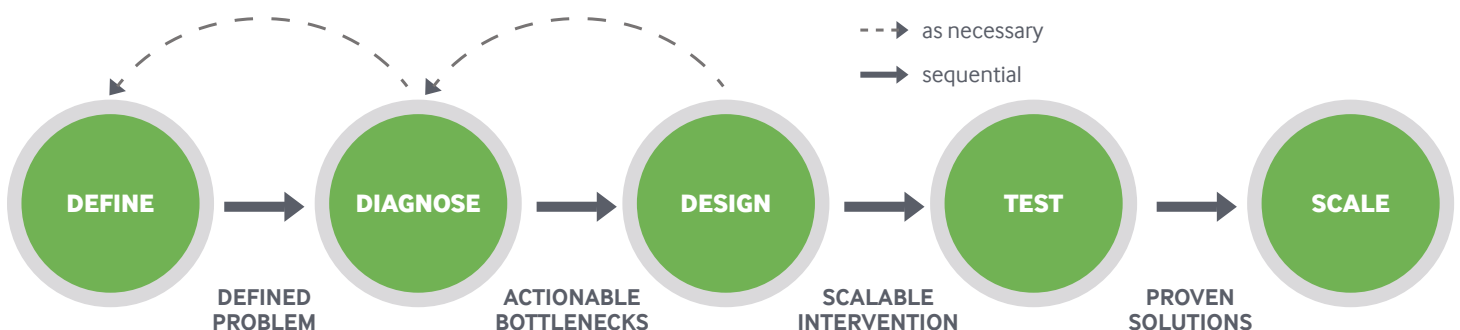 as necessary
sequential
DEFINE
DIAGNOSE
DESIGN
TEST
SCALE
DEFINED
PROBLEM
ACTIONABLE
BOTTLENECKS
SCALABLE
INTERVENTION
PROVEN
SOLUTIONS